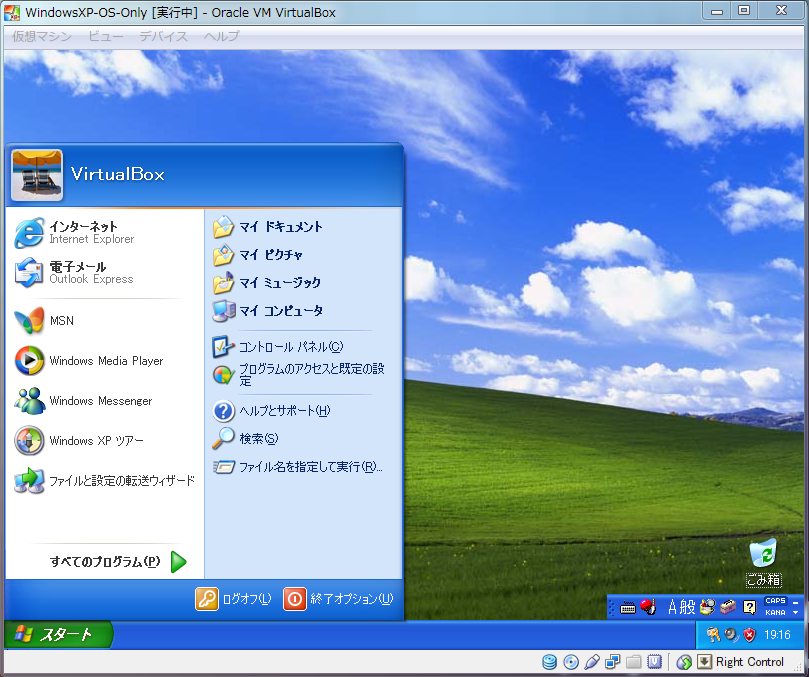 WindowsXP-OS-Only [実行中] - Oracle VM VirtualBox
仮想マシン ビュー デバイス ヘルプ
VirtualBox
インターネット
Internet Explorer
電子メール
Outlook Express
MSN
Windows Media Player
Windows Messenger
Windows XP ツアー
ファイルと設定の転送ウィザード
すべてのプログラム(P)
マイ ドキュメント
マイ ピクチャ
マイ ミュージック
マイ コンピュータ
コントロール パネル(C)
プログラムのアクセスと既定の設
定
ヘルプとサポート(H)
検索(S)
ファイル名を指定して実行(R)...
ログオフ(L) 終了オプション(U)
ごみ箱
A 般 CAPS
KANA
スタート
19:16
Right Control